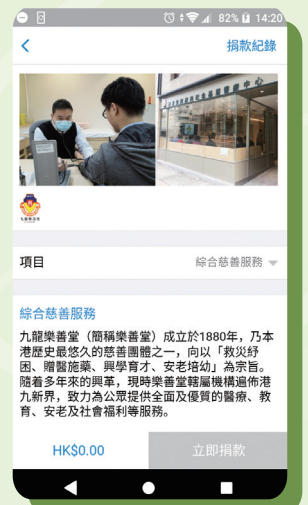 82% 14:20
捐款紀錄
項目
綜合慈善服務
綜合慈善服務
九龍樂善堂（簡稱樂善堂）成立於1880年，乃本
港歷史最悠久的慈善團體之一，向以「救災紓
困、贈醫施藥、興學育才、安老培幼」為宗旨。
隨着多年來的興革，現時樂善堂轄屬機構遍佈港
九新界，致力為公眾提供全面及優質的醫療、教
育、安老及社會福利等服務。
HK$0.00
立即捐款